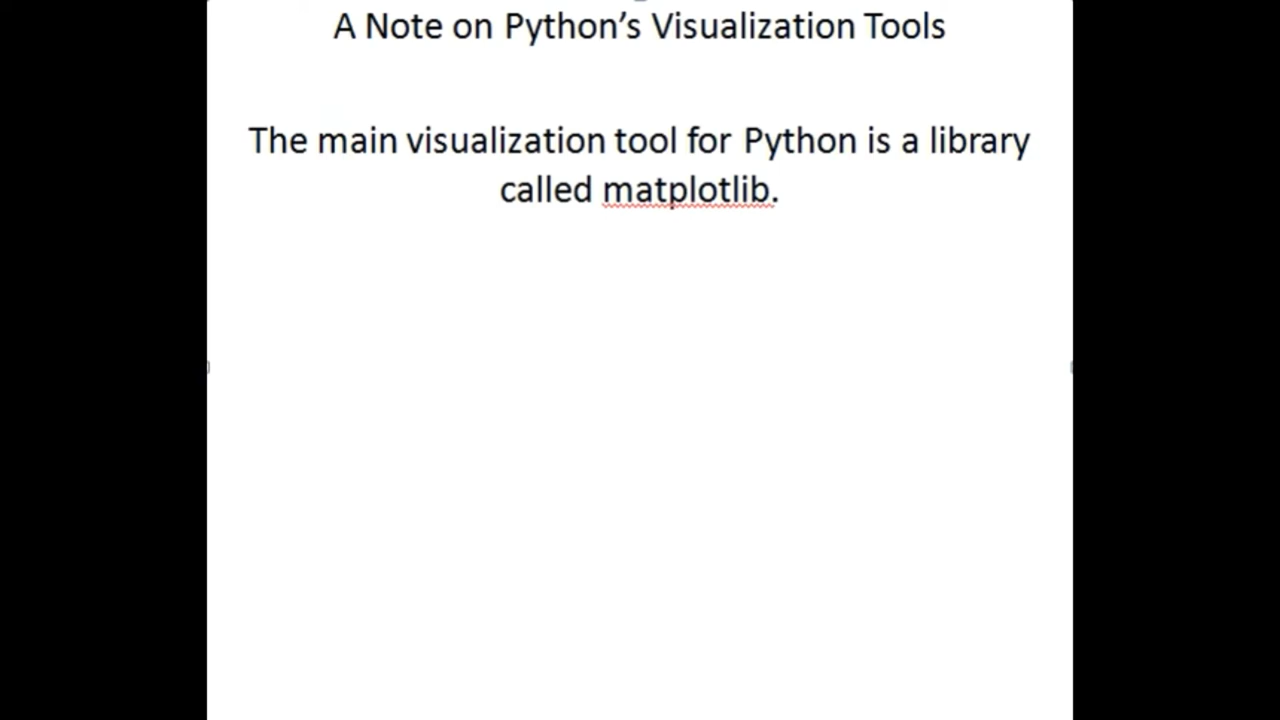 A Note on Python’s Visualization Tools
The main visualization tool for Python is a library
called matplotlib.